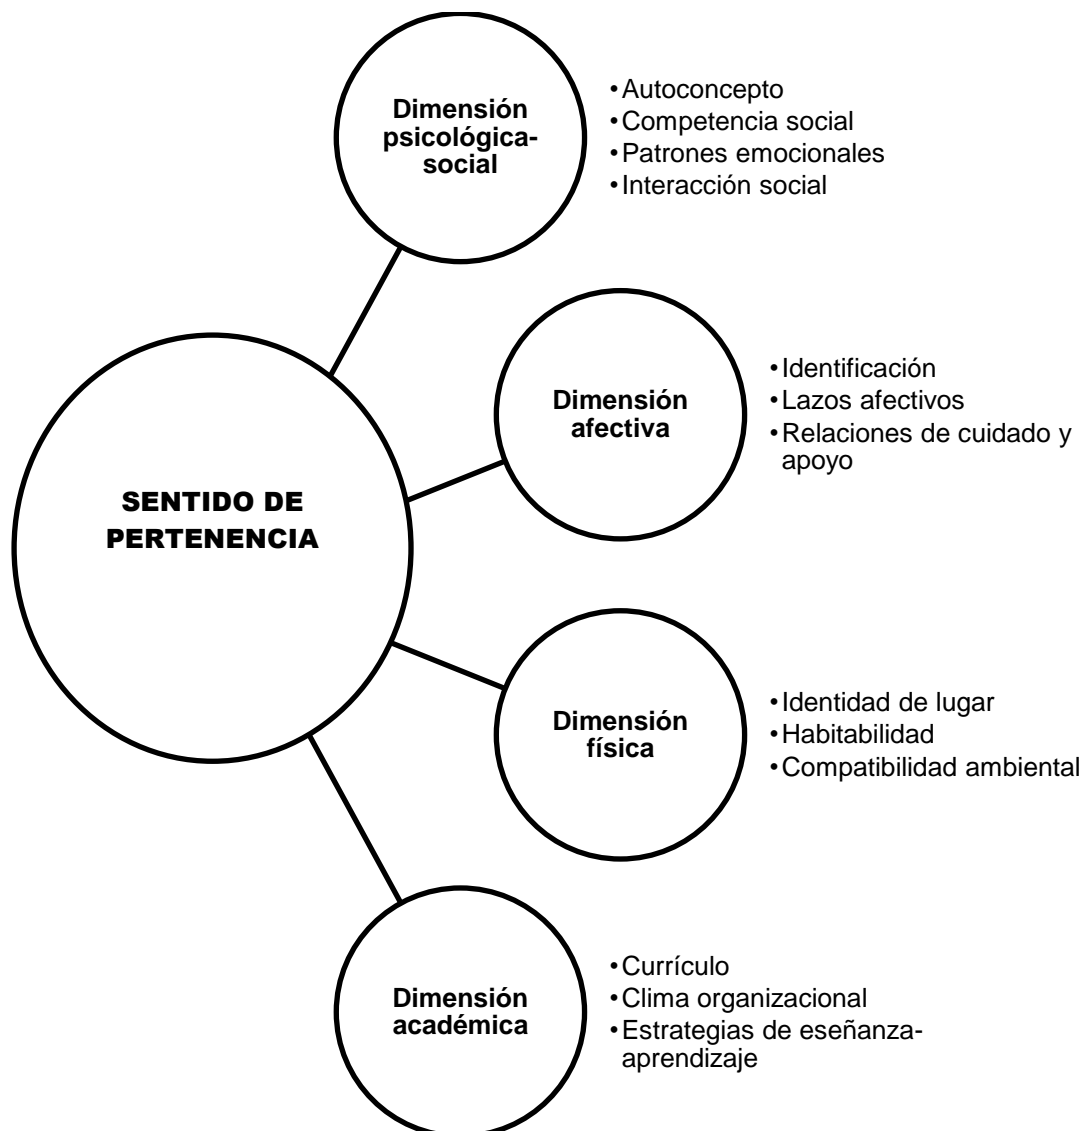 Dimensión
psicológica-
social
•Autoconcepto
•Competencia social
•Patrones emocionales
•Interacción social
Dimensión
afectiva
•Identificación
•Lazos afectivos
•Relaciones de cuidado y
apoyo
SENTIDO DE
PERTENENCIA
Dimensión
física
•Identidad de lugar
•Habitabilidad
•Compatibilidad ambiental
Dimensión
académica
•Currículo
•Clima organizacional
•Estrategias de eseñanza-
aprendizaje